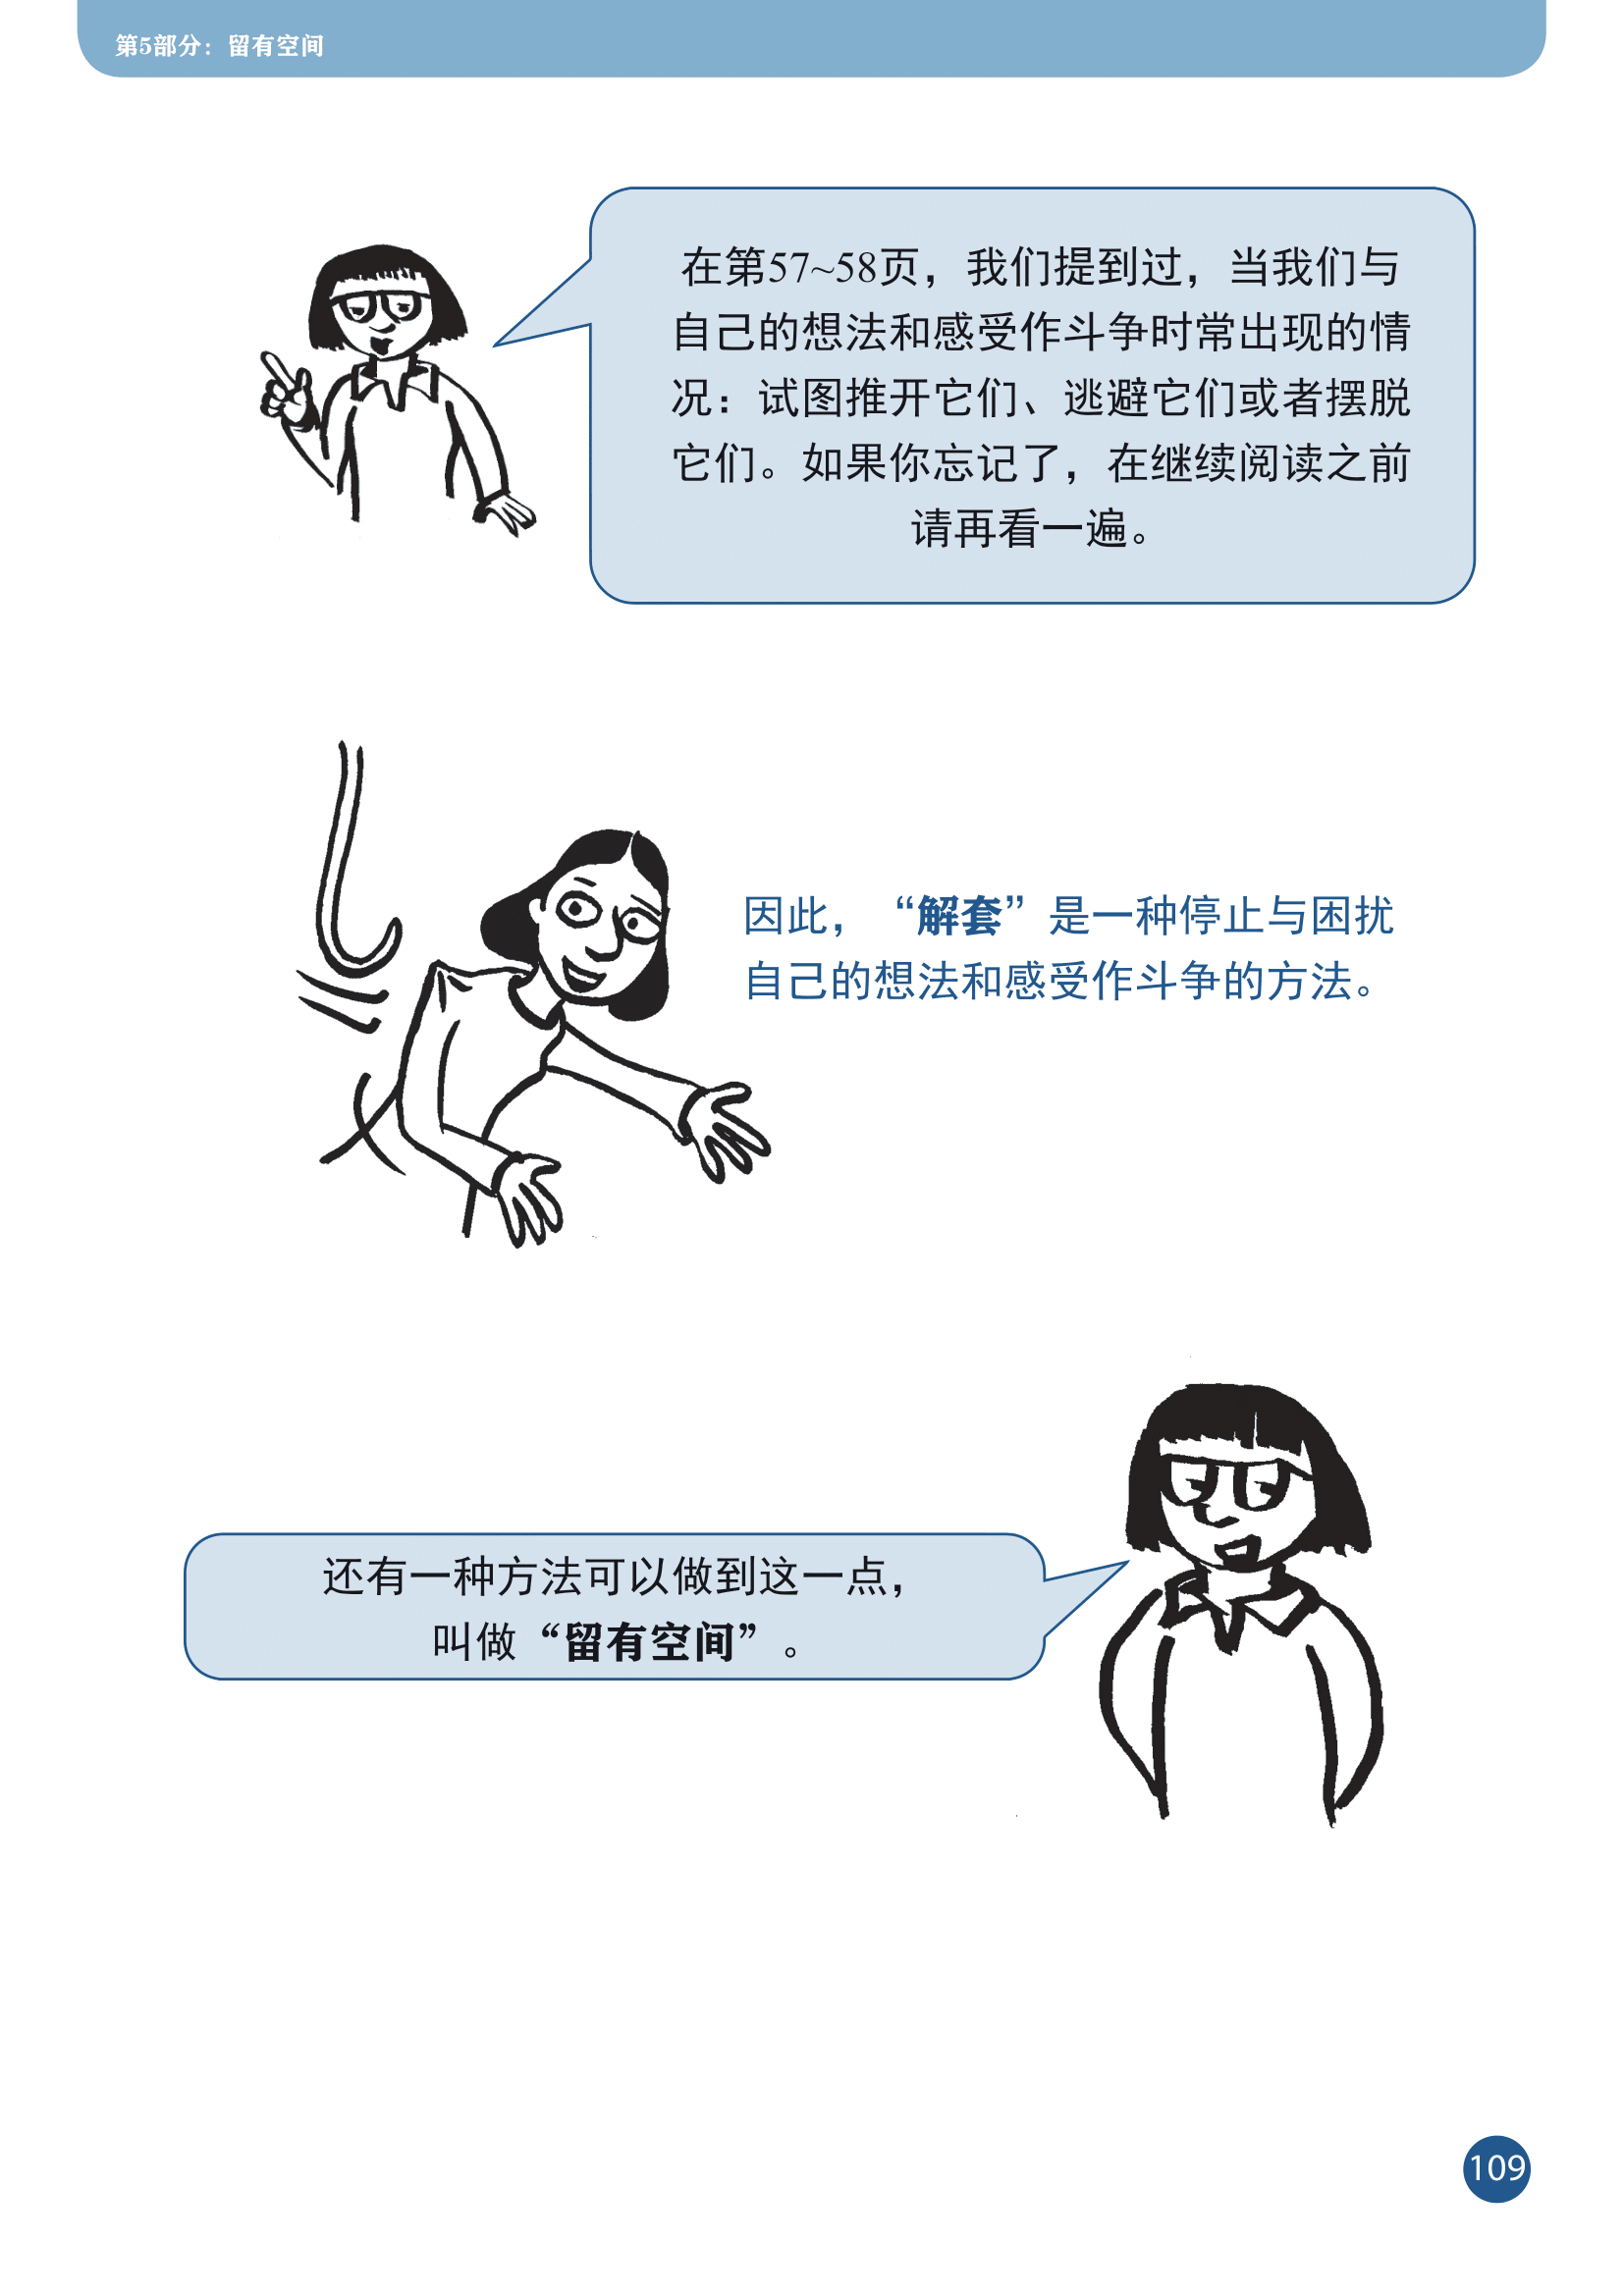 第5部分：留有空间
在第57~58页，我们提到过，当我们与
自己的想法和感受作斗争时常出现的情
况：试图推开它们、逃避它们或者摆脱
它们。如果你忘记了，在继续阅读之前
请再看一遍。
因此，“解套”是一种停止与困扰
自己的想法和感受作斗争的方法。
还有一种方法可以做到这一点，
叫做“留有空间”。
109